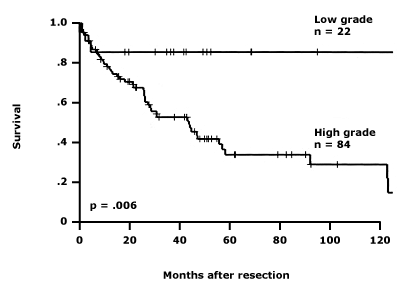 1.0
Low grade
n = 22
.8
.6
Survival
.4
High grade
n = 84
.2
p = .006
0
0 20 40 60 80 100 120
Months after resection